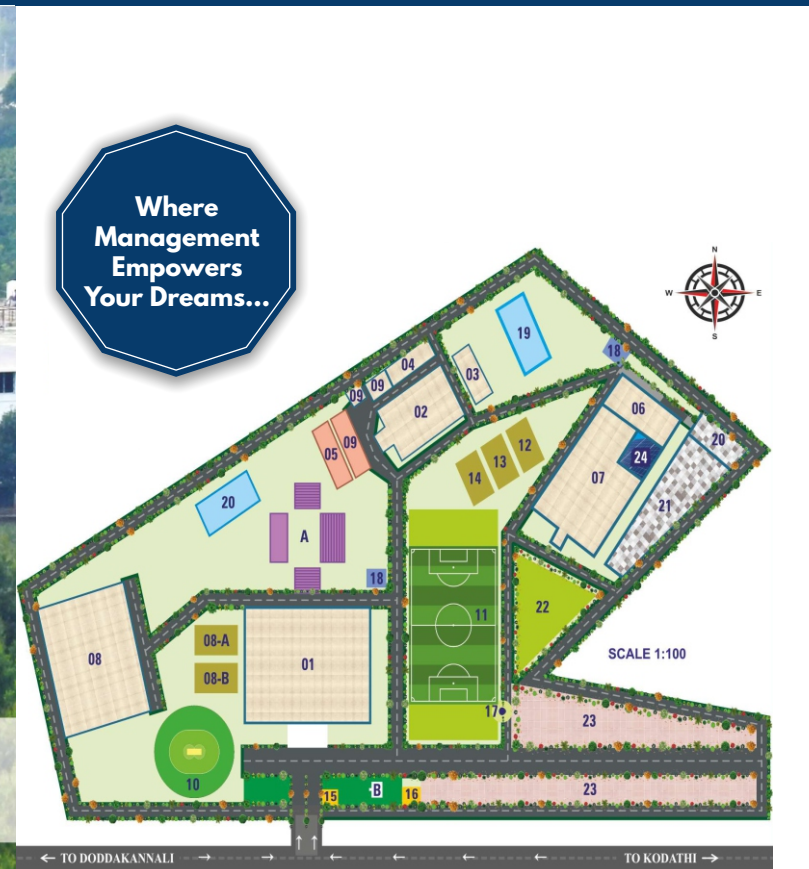 Where
Management
Empowers
Your Dreams...
N
W
E
S
19
18
04
03
09
09
02
06
20
05
09
12
13
14
24
07
21
20
A
18
11
22
08
08-A
08-B
01
SCALE 1:100
17
23
10
15
B
16
23
← TO DODDAKANNALI → → ← ← ← ← TO KODATHI →